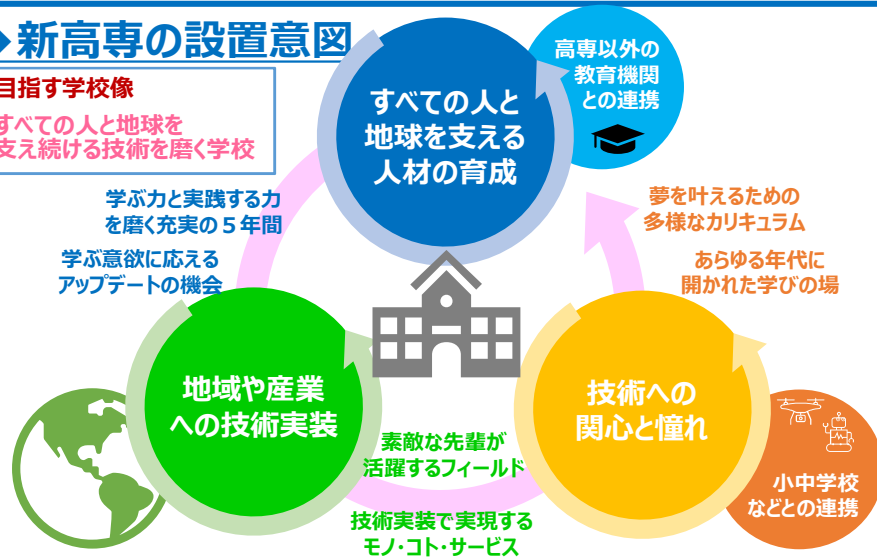 新高専の設置意図
目指す学校像
すべての人と地球を
支え続ける技術を磨く学校
すべての人と
地球を支える
人材の育成
高専以外の
教育機関
との連携
学ぶ力と実践する力
を磨く充実の５年間
学ぶ意欲に応える
アップデートの機会
夢を叶えるための
多様なカリキュラム
あらゆる年代に
開かれた学びの場
地域や産業
への技術実装
技術への
関心と憧れ
素敵な先輩が
活躍するフィールド
技術実装で実現する
モノ・コト・サービス
小中学校
などとの連携